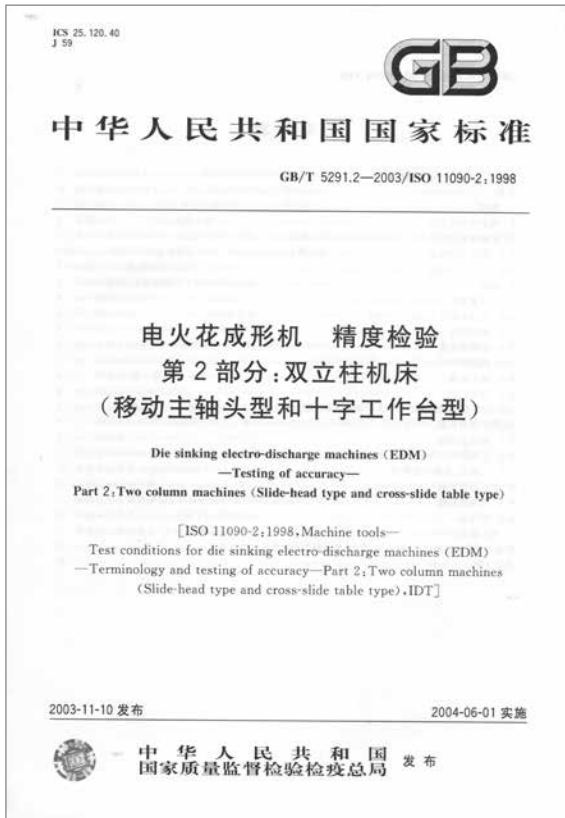 ICS 25.120.40
J 59
GB
中华人民共和国国家标准
GB/T 5291.2—2003/ISO 11090-2:1998
电火花成形机 精度检验
第2部分:双立柱机床
(移动主轴头型和十字工作台型)
Die sinking electro-discharge machines (EDM)
—Testing of accuracy—
Part 2:Two column machines (Slide-head type and cross-slide table type)
[ISO 11090-2:1998,Machine tools—
Test conditions for die sinking electro-discharge machines (EDM)
—Terminology and testing of accuracy—Part 2:Two column machines
(Slide-head type and cross-slide table type),IDT]
2003-11-10 发布
2004-06-01 实施
中华人民共和国
国家质量监督检验检疫总局
发布